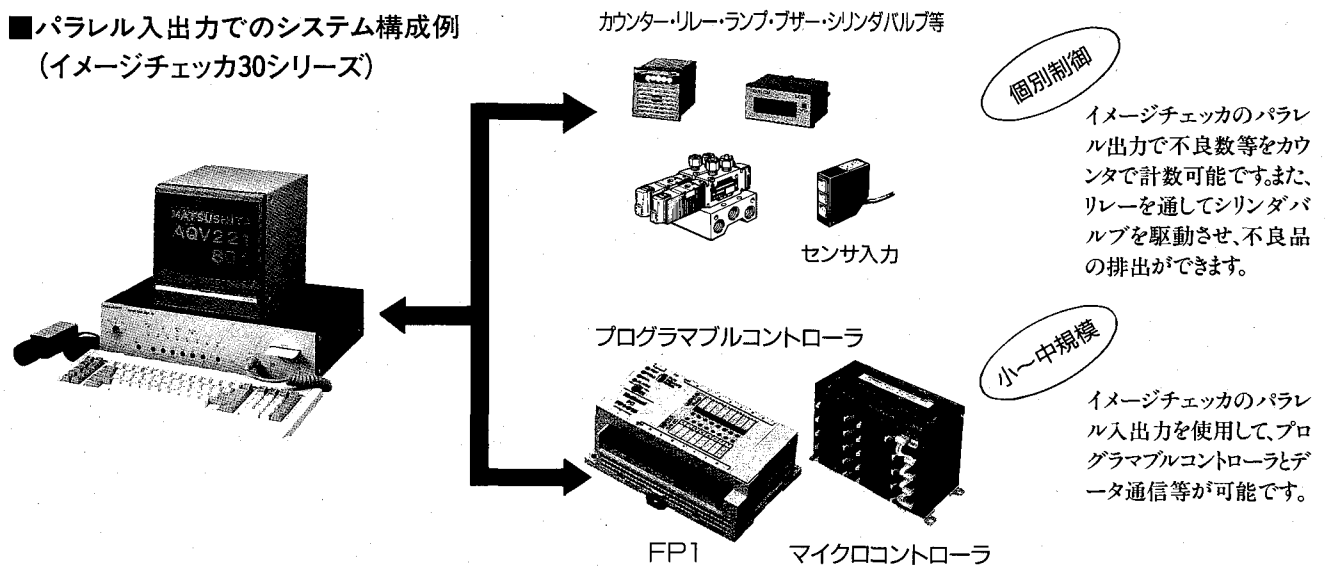 ■パラレル入出力でのシステム構成例
(イメージチェッカ30シリーズ)
カウンター・リレー・ランプ・ブザー・シリンダバルブ等
個別制御
イメージチェッカのパラレ
ル出力で不良数等をカウ
ンタで計数可能です。また、
リレーを通してシリンダバ
ルブを駆動させ、不良品
の排出ができます。
MATSUSHITA
AQV221
センサ入力
プログラマブルコントローラ
小〜中規模
イメージチェッカのパラレ
ル入出力を使用して、プロ
グラマブルコントローラとデ
ータ通信等が可能です。
FP1
マイクロコントローラ